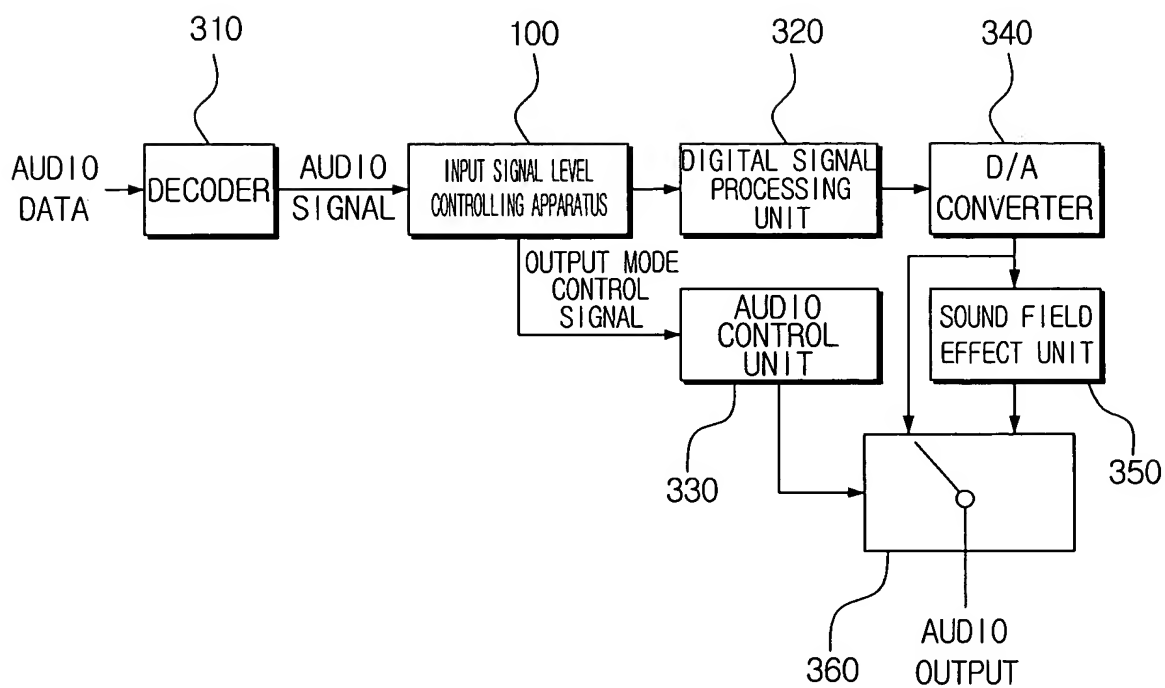 310
100
320
340
AUDIO
DATA
DECODER
AUDIO
SIGNAL
INPUT SIGNAL LEVEL
CONTROLLING APPARATUS
DIGITAL SIGNAL
PROCESSING
UNIT
D/A
CONVERTER
OUTPUT MODE
CONTROL
SIGNAL
AUDIO
CONTROL
UNIT
SOUND FIELD
EFFECT UNIT
330
350
360
AUDIO
OUTPUT